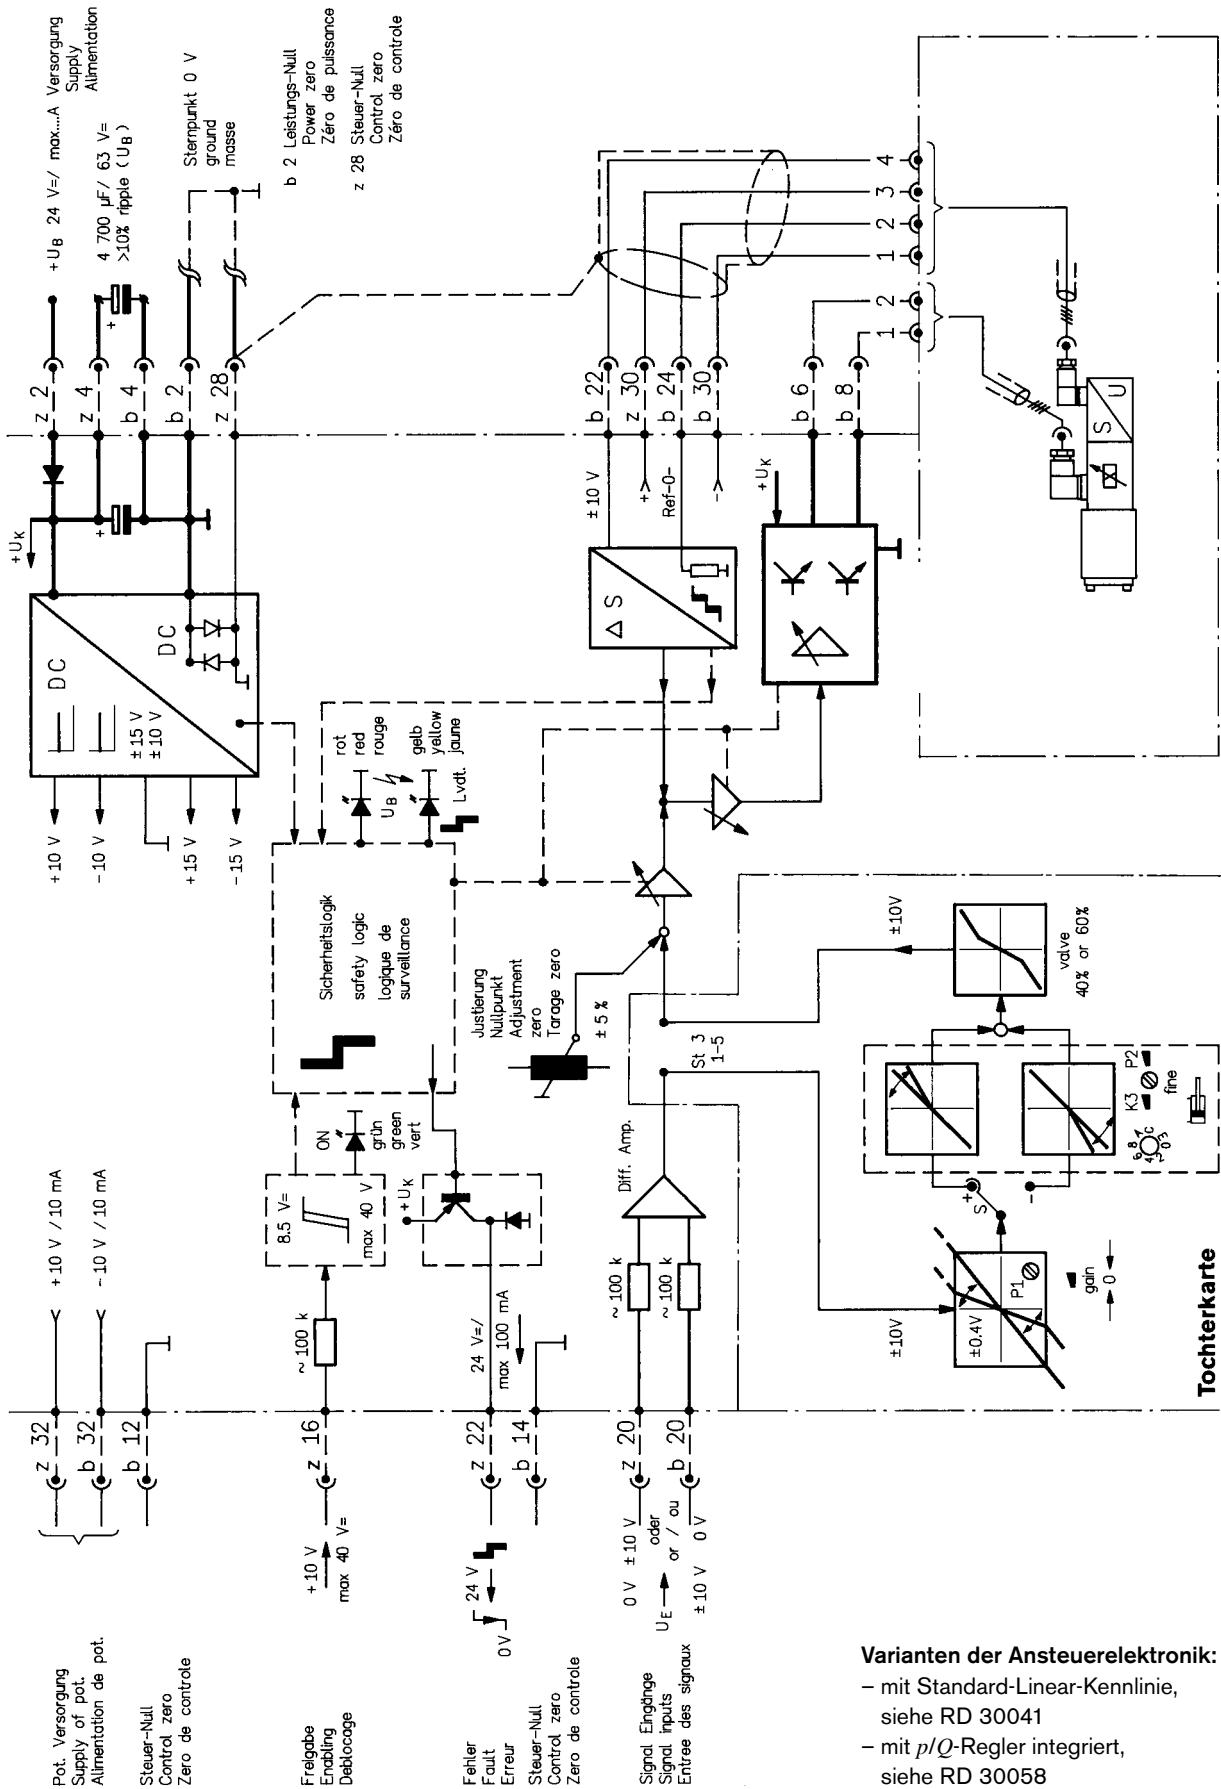 +U_B 24 V=/ max....A Versorgung
Supply
Alimentation
4 700 µF/ 63 V=
>10% ripple (U_B)
Sternpunkt 0 V
ground
masse
b 2 Leistungs-Null
Power zero
Zéro de puissance
z 28 Steuer-Null
Control zero
Zéro de controle
z 2
z 4
b 4
b 2
z 28
+U_K
+
+
DC
DC
±15 V
±10 V
+10 V
-10 V
+15 V
-15 V
b 22
z 30
b 24
b 30
b 6
b 8
4
3
2
1
2
1
±10 V
+
Ref-0-
-
Δ S
+U_K
S
U
rot
red
rouge
U_B
gelb
yellow
jaune
Lvdt.
Sicherheitslogik
safety logic
logique de
surveillance
Justierung
Nullpunkt
Adjustment
zero
Tarage zero
±5%
St 3
1-5
+10 V / 10 mA
-10 V / 10 mA
z 32
b 32
b 12
~100 k
8.5 V=
max 40 V
ON
grün
green
vert
+U_K
24 V=/
max 100 mA
z 16
z 22
b 14
z 20
b 20
~100 k
~100 k
Diff. Amp.
±10V
±0.4V
P1
gain
0
S
+
-
K3
P2
fine
±10V
valve
40% or 60%
Tochterkarte
Pot. Versorgung
Supply of pot.
Alimentation de pot.
Steuer-Null
Control zero
Zero de controle
Freigabe
Enabling
Deblocage
+10 V
max 40 V=
Fehler
Fault
Erreur
0V
24 V
Steuer-Null
Control zero
Zero de controle
Signal Eingänge
Signal inputs
Entree des signaux
0 V ±10 V
U_E oder
or / ou
±10 V 0 V
Varianten der Ansteuerelektronik:
– mit Standard-Linear-Kennlinie,
siehe RD 30041
– mit p/Q-Regler integriert,
siehe RD 30058